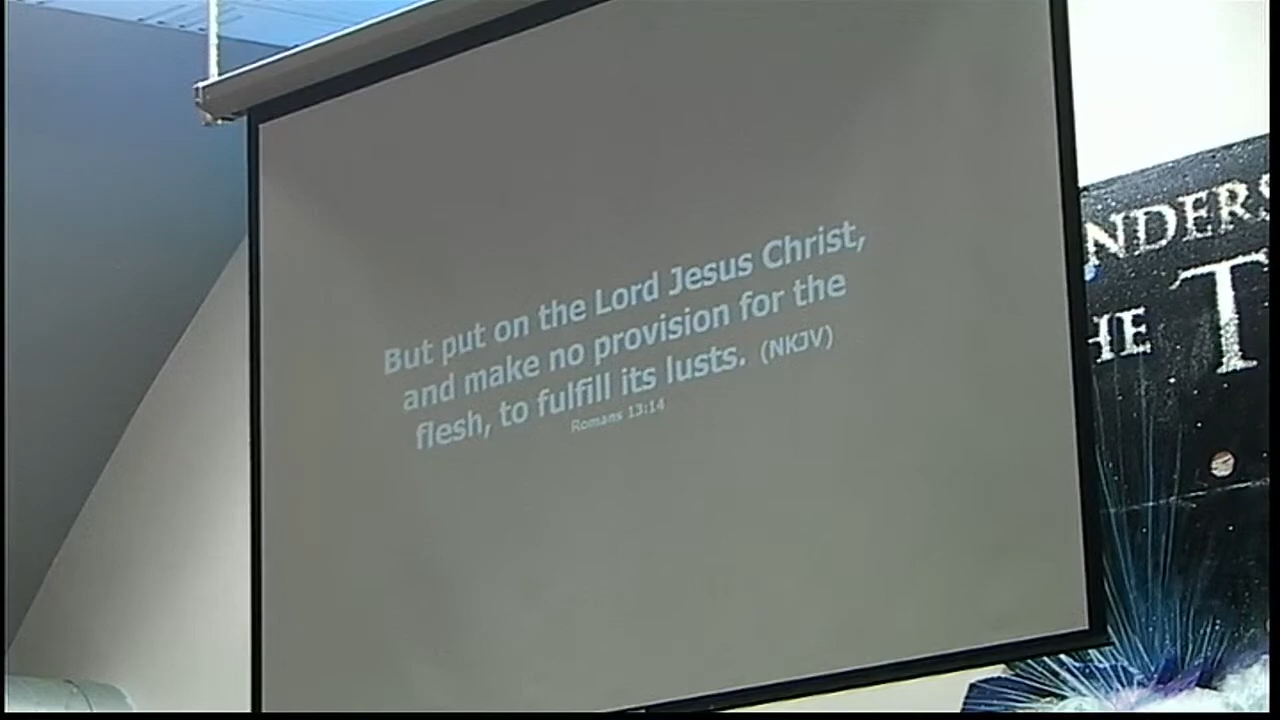 But put on the Lord Jesus Christ,
and make no provision for the
flesh, to fulfill its lusts. (NKJV)
Romans 13:14
NDERS
HE T